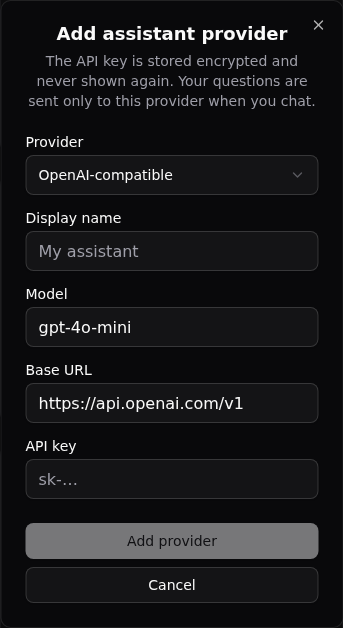 Add assistant provider
The API key is stored encrypted and
never shown again. Your questions are
sent only to this provider when you chat.
Provider
OpenAI-compatible
Display name
My assistant
Model
gpt-4o-mini
Base URL
https://api.openai.com/v1
API key
sk-...
Add provider
Cancel